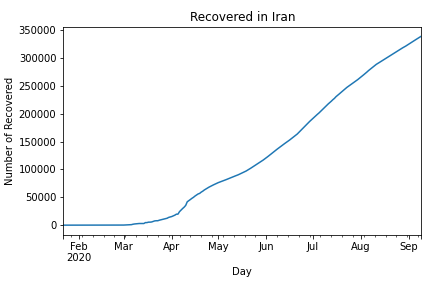 Recovered in Iran
350000
300000
250000
200000
150000
100000
50000
0
Number of Recovered
Feb Mar Apr May Jun Jul Aug Sep
2020
Day